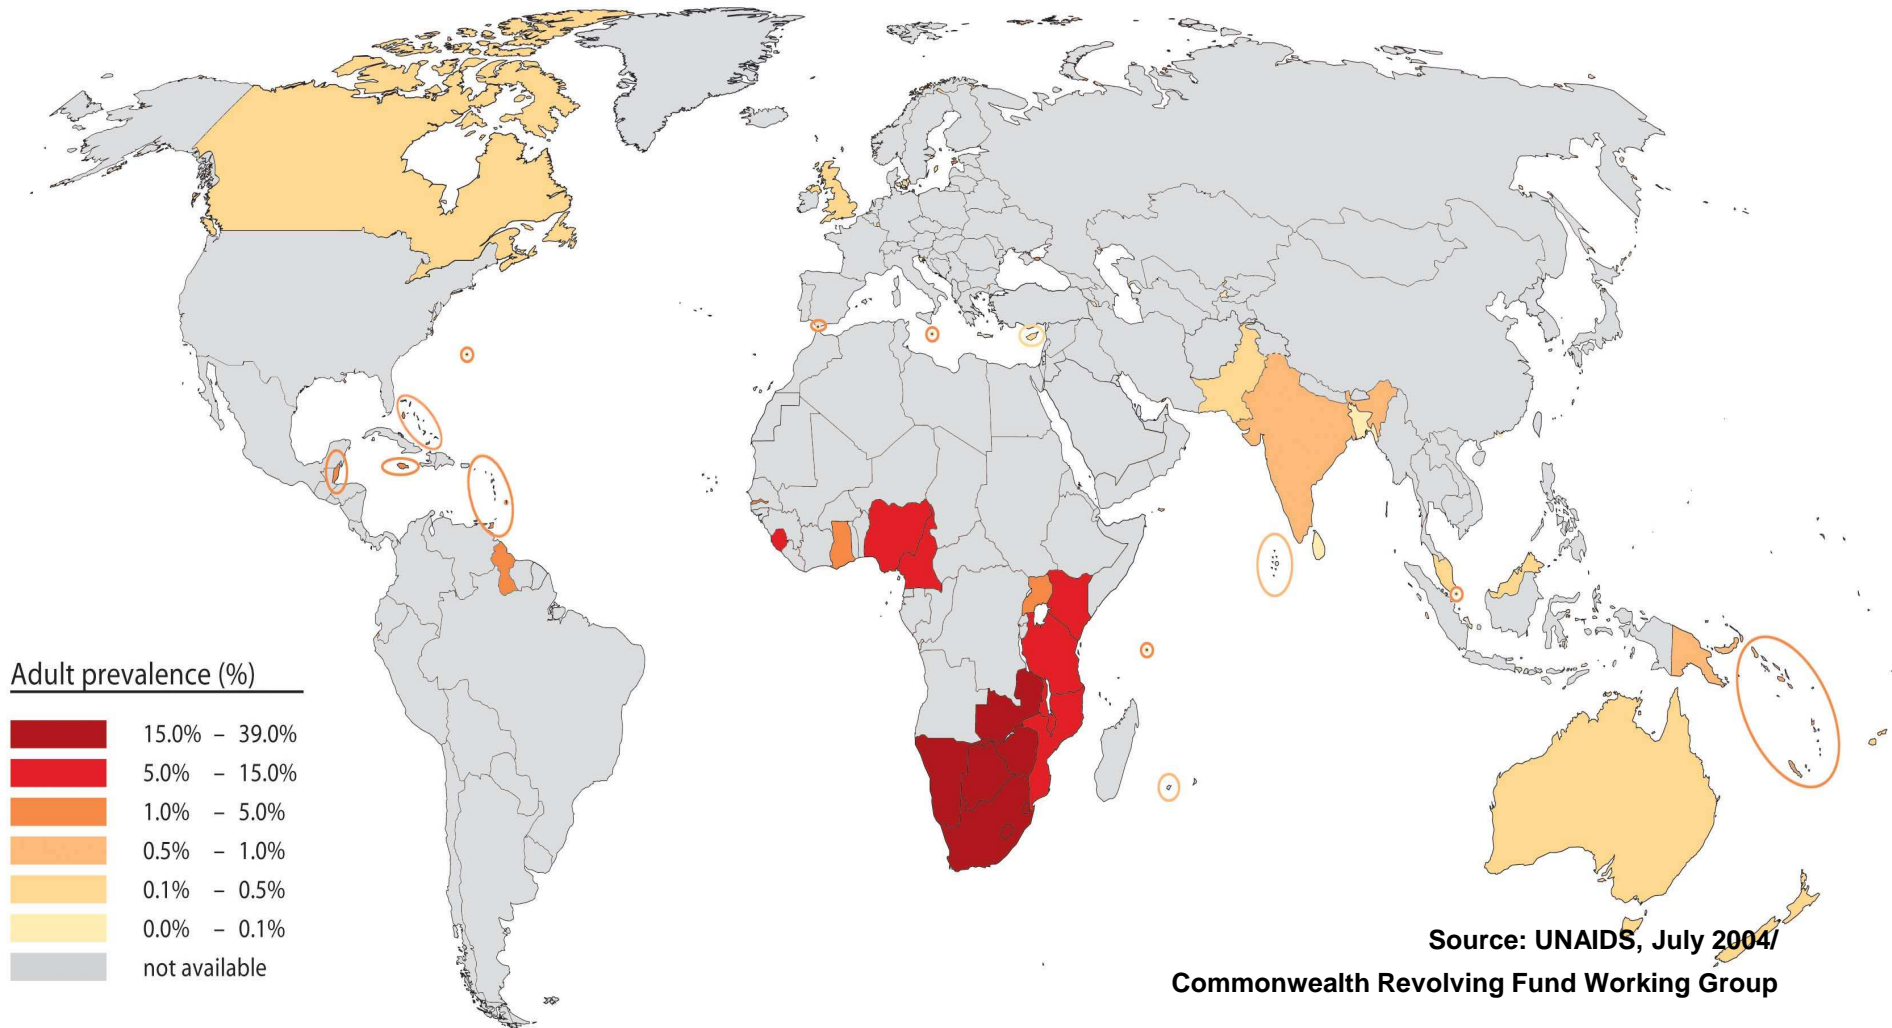 Adult prevalence (%)
15.0% – 39.0%
5.0% – 15.0%
1.0% – 5.0%
0.5% – 1.0%
0.1% – 0.5%
0.0% – 0.1%
not available
Source: UNAIDS, July 2004/
Commonwealth Revolving Fund Working Group